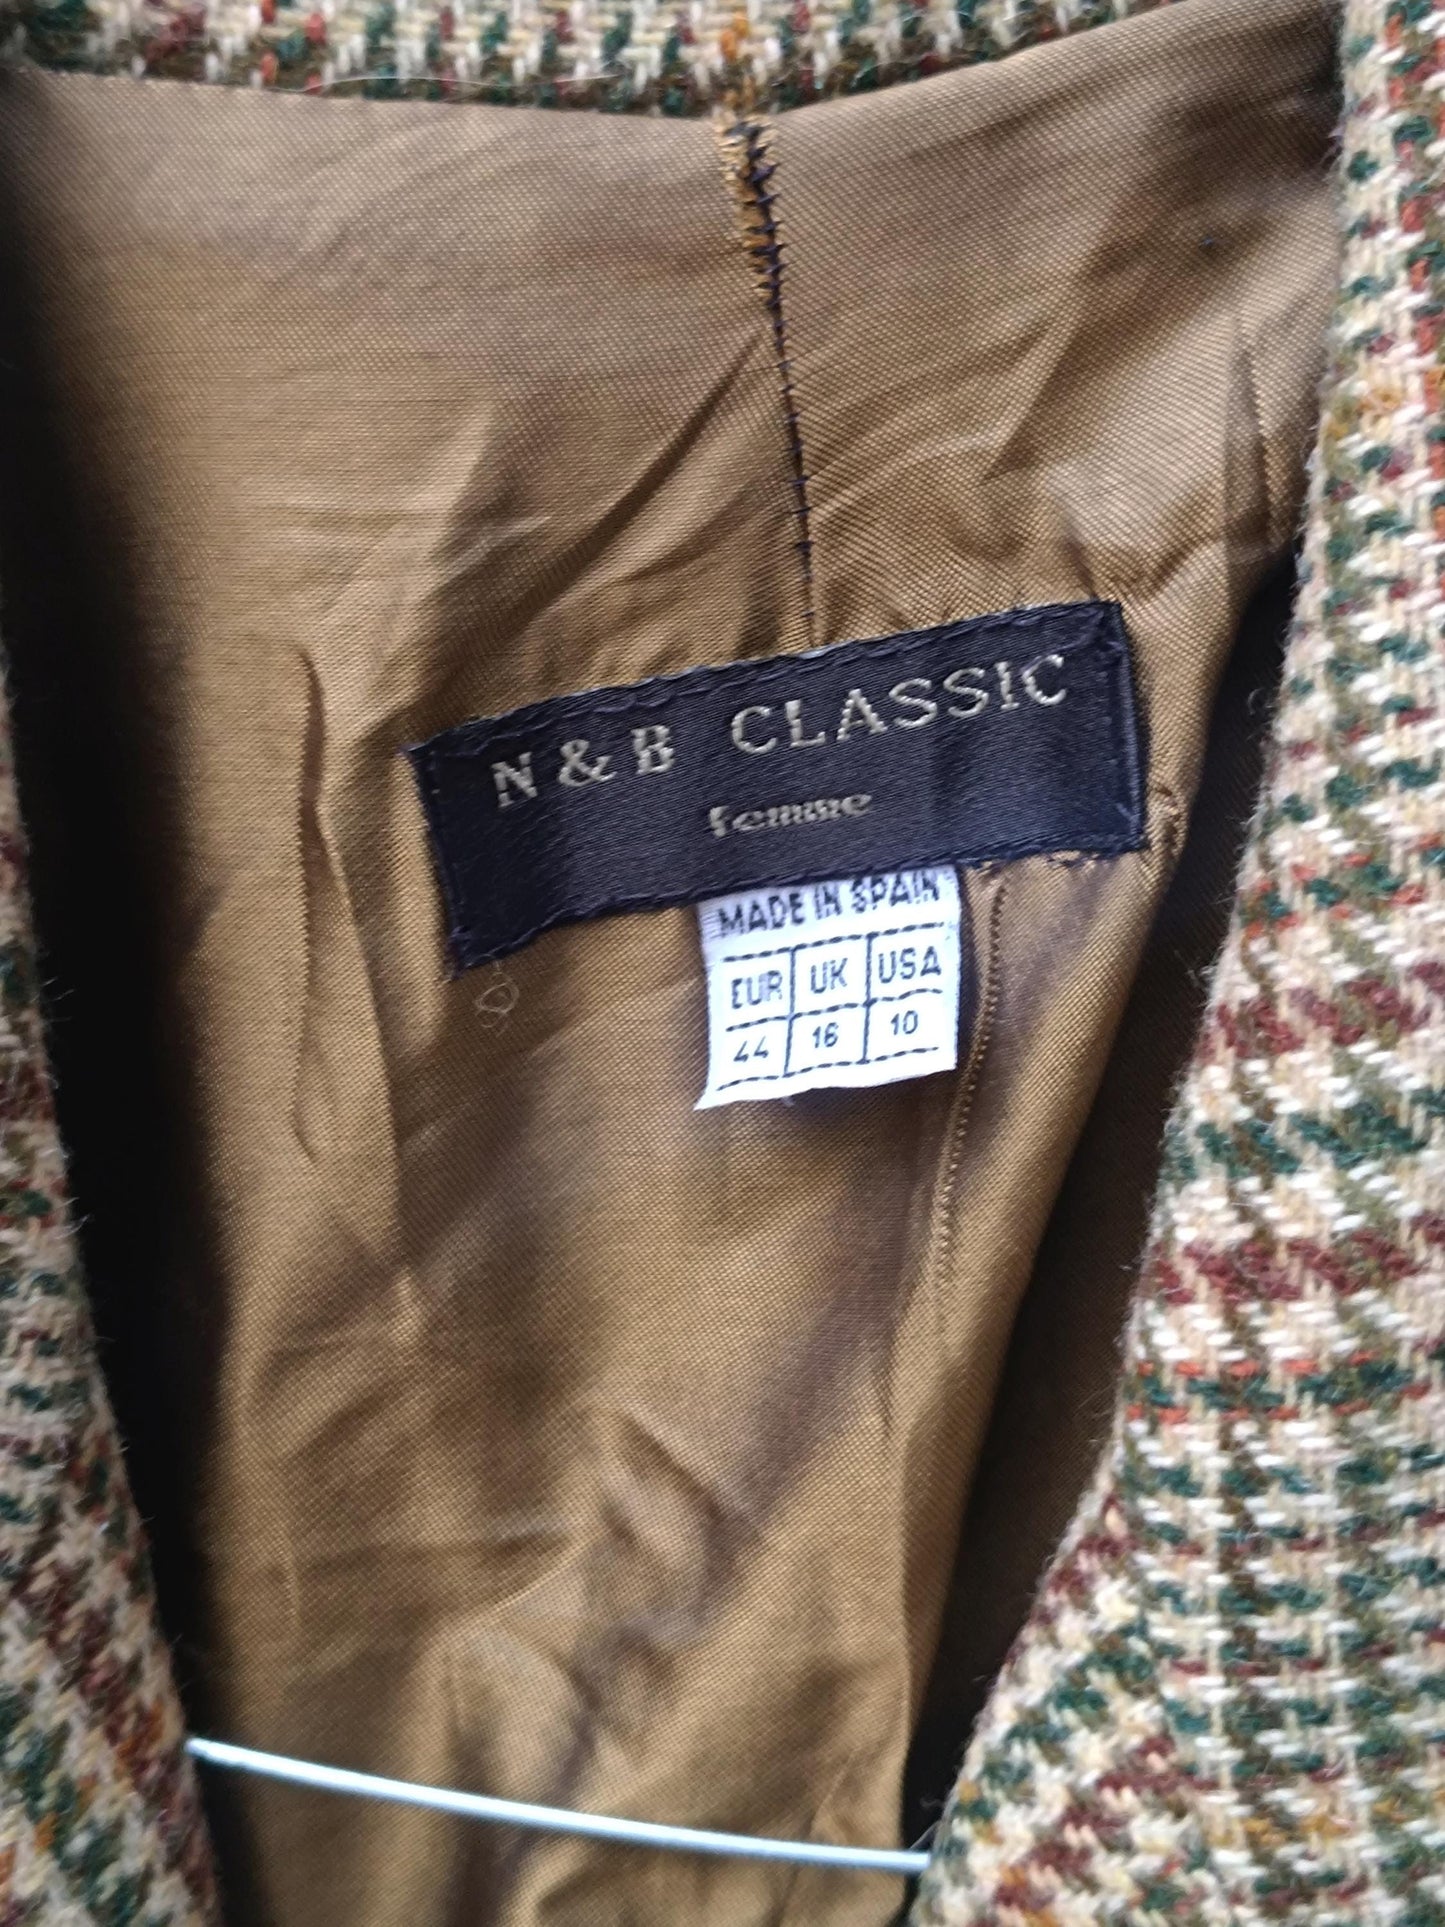 N & B CLASSIC
femme
MADE IN SPAIN
EUR UK USA
44 16 10